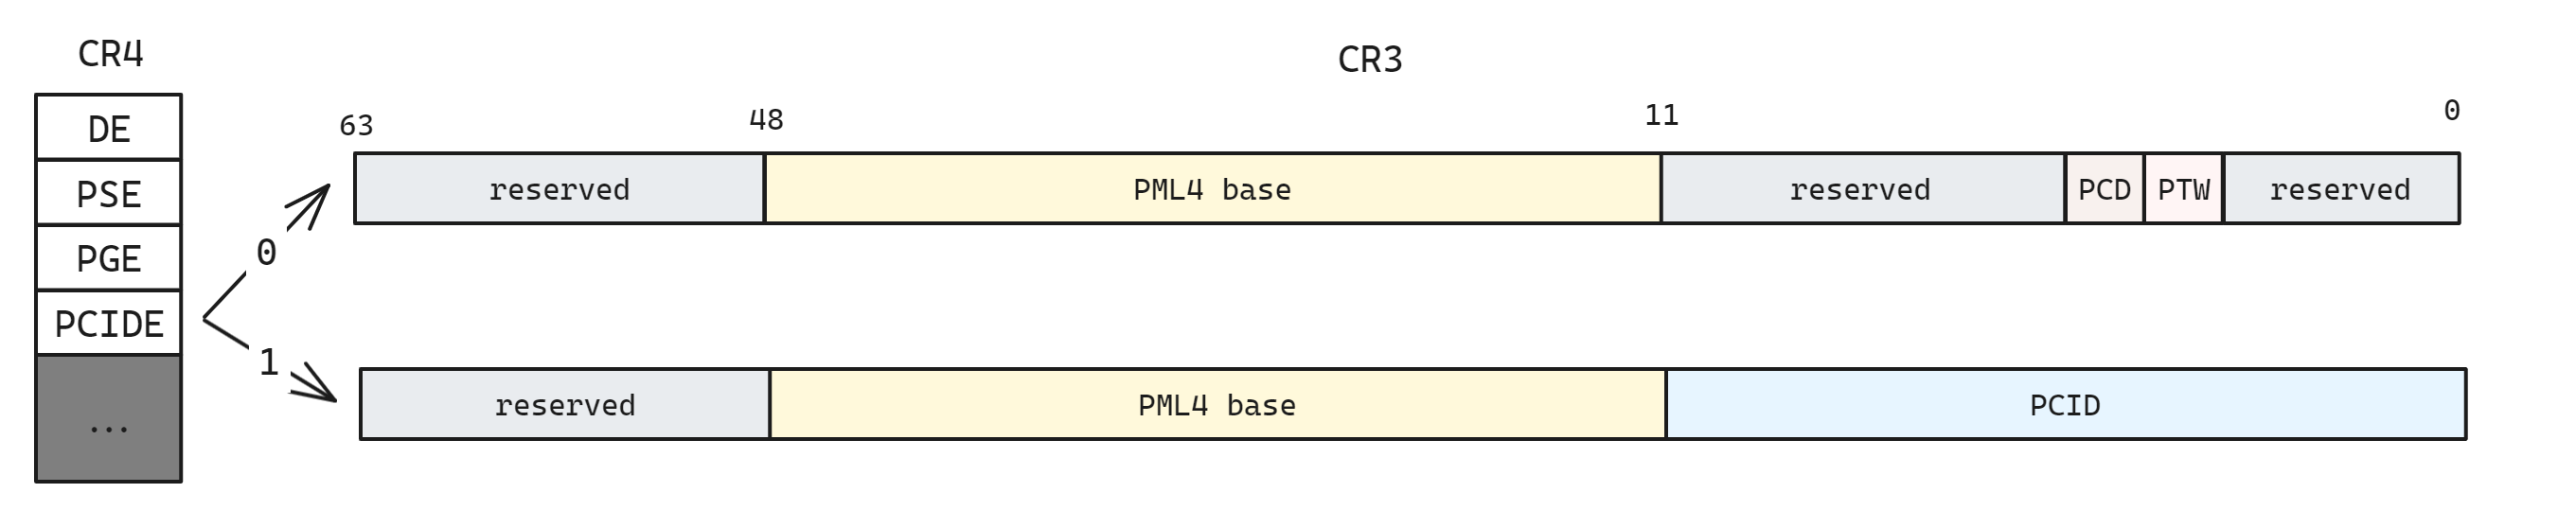 CR4
DE
PSE
PGE
PCIDE
...
0
1
CR3
63 48 11 0
reserved PML4 base reserved PCD PTW reserved
reserved PML4 base PCID